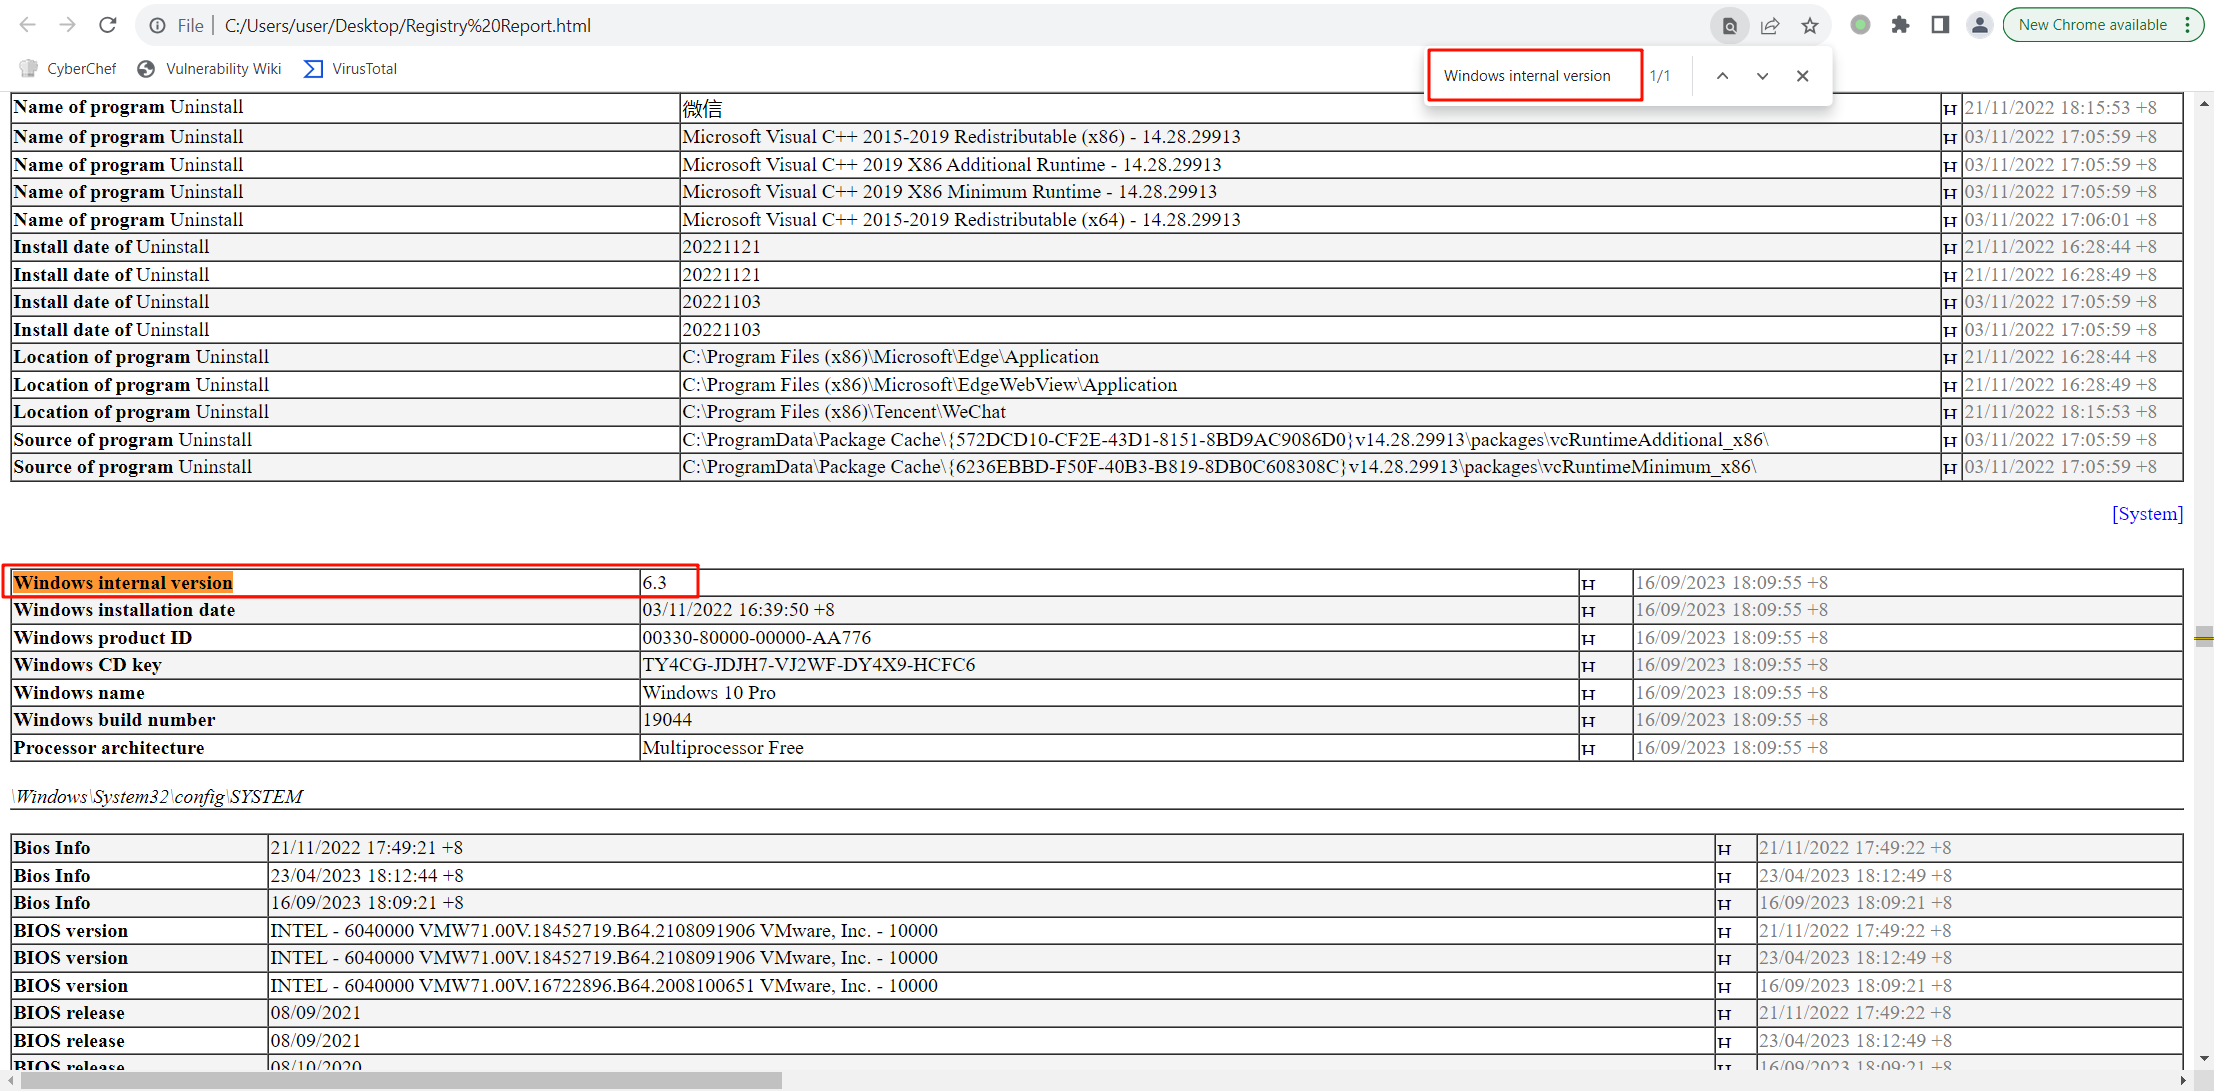 File | C:/Users/user/Desktop/Registry%20Report.html
New Chrome available
CyberChef Vulnerability Wiki VirusTotal
Windows internal version 1/1
Name of program Uninstall 微信 H 21/11/2022 18:15:53 +8
Name of program Uninstall Microsoft Visual C++ 2015-2019 Redistributable (x86) - 14.28.29913 H 03/11/2022 17:05:59 +8
Name of program Uninstall Microsoft Visual C++ 2019 X86 Additional Runtime - 14.28.29913 H 03/11/2022 17:05:59 +8
Name of program Uninstall Microsoft Visual C++ 2019 X86 Minimum Runtime - 14.28.29913 H 03/11/2022 17:05:59 +8
Name of program Uninstall Microsoft Visual C++ 2015-2019 Redistributable (x64) - 14.28.29913 H 03/11/2022 17:06:01 +8
Install date of Uninstall 20221121 H 21/11/2022 16:28:44 +8
Install date of Uninstall 20221121 H 21/11/2022 16:28:49 +8
Install date of Uninstall 20221103 H 03/11/2022 17:05:59 +8
Install date of Uninstall 20221103 H 03/11/2022 17:05:59 +8
Location of program Uninstall C:\Program Files (x86)\Microsoft\Edge\Application H 21/11/2022 16:28:44 +8
Location of program Uninstall C:\Program Files (x86)\Microsoft\EdgeWebView\Application H 21/11/2022 16:28:49 +8
Location of program Uninstall C:\Program Files (x86)\Tencent\WeChat H 21/11/2022 18:15:53 +8
Source of program Uninstall C:\ProgramData\Package Cache\{572DCD10-CF2E-43D1-8151-8BD9AC9086D0}v14.28.29913\packages\vcRuntimeAdditional_x86\ H 03/11/2022 17:05:59 +8
Source of program Uninstall C:\ProgramData\Package Cache\{6236EBBD-F50F-40B3-B819-8DB0C608308C}v14.28.29913\packages\vcRuntimeMinimum_x86\ H 03/11/2022 17:05:59 +8
[System]
Windows internal version 6.3 H 16/09/2023 18:09:55 +8
Windows installation date 03/11/2022 16:39:50 +8 H 16/09/2023 18:09:55 +8
Windows product ID 00330-80000-00000-AA776 H 16/09/2023 18:09:55 +8
Windows CD key TY4CG-JDJH7-VJ2WF-DY4X9-HCFC6 H 16/09/2023 18:09:55 +8
Windows name Windows 10 Pro H 16/09/2023 18:09:55 +8
Windows build number 19044 H 16/09/2023 18:09:55 +8
Processor architecture Multiprocessor Free H 16/09/2023 18:09:55 +8
\Windows\System32\config\SYSTEM
Bios Info 21/11/2022 17:49:21 +8 H 21/11/2022 17:49:22 +8
Bios Info 23/04/2023 18:12:44 +8 H 23/04/2023 18:12:49 +8
Bios Info 16/09/2023 18:09:21 +8 H 16/09/2023 18:09:21 +8
BIOS version INTEL - 6040000 VMW71.00V.18452719.B64.2108091906 VMware, Inc. - 10000 H 21/11/2022 17:49:22 +8
BIOS version INTEL - 6040000 VMW71.00V.18452719.B64.2108091906 VMware, Inc. - 10000 H 23/04/2023 18:12:49 +8
BIOS version INTEL - 6040000 VMW71.00V.16722896.B64.2008100651 VMware, Inc. - 10000 H 16/09/2023 18:09:21 +8
BIOS release 08/09/2021 H 21/11/2022 17:49:22 +8
BIOS release 08/09/2021 H 23/04/2023 18:12:49 +8
BIOS release 08/10/2020 H 16/09/2023 18:09:21 +8